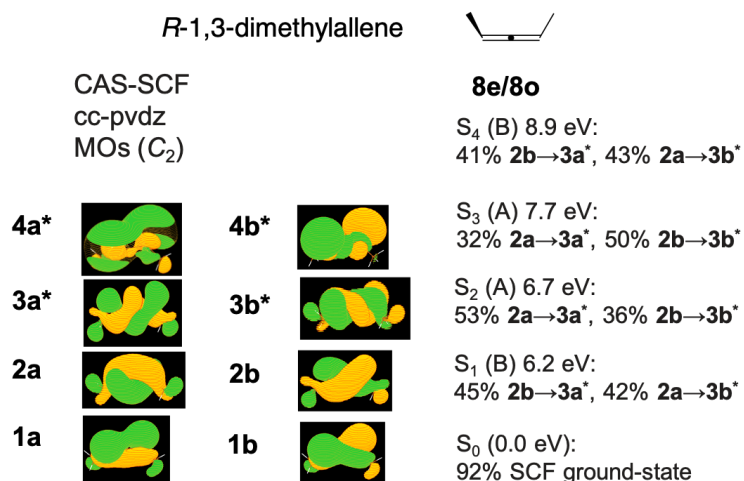 R-1,3-dimethylallene
CAS-SCF
cc-pvdz
MOs (C₂)
8e/8o
S₄ (B) 8.9 eV:
41% 2b→3a*, 43% 2a→3b*
4a*
4b*
S₃ (A) 7.7 eV:
32% 2a→3a*, 50% 2b→3b*
3a*
3b*
S₂ (A) 6.7 eV:
53% 2a→3a*, 36% 2b→3b*
2a
2b
S₁ (B) 6.2 eV:
45% 2b→3a*, 42% 2a→3b*
1a
1b
S₀ (0.0 eV):
92% SCF ground-state